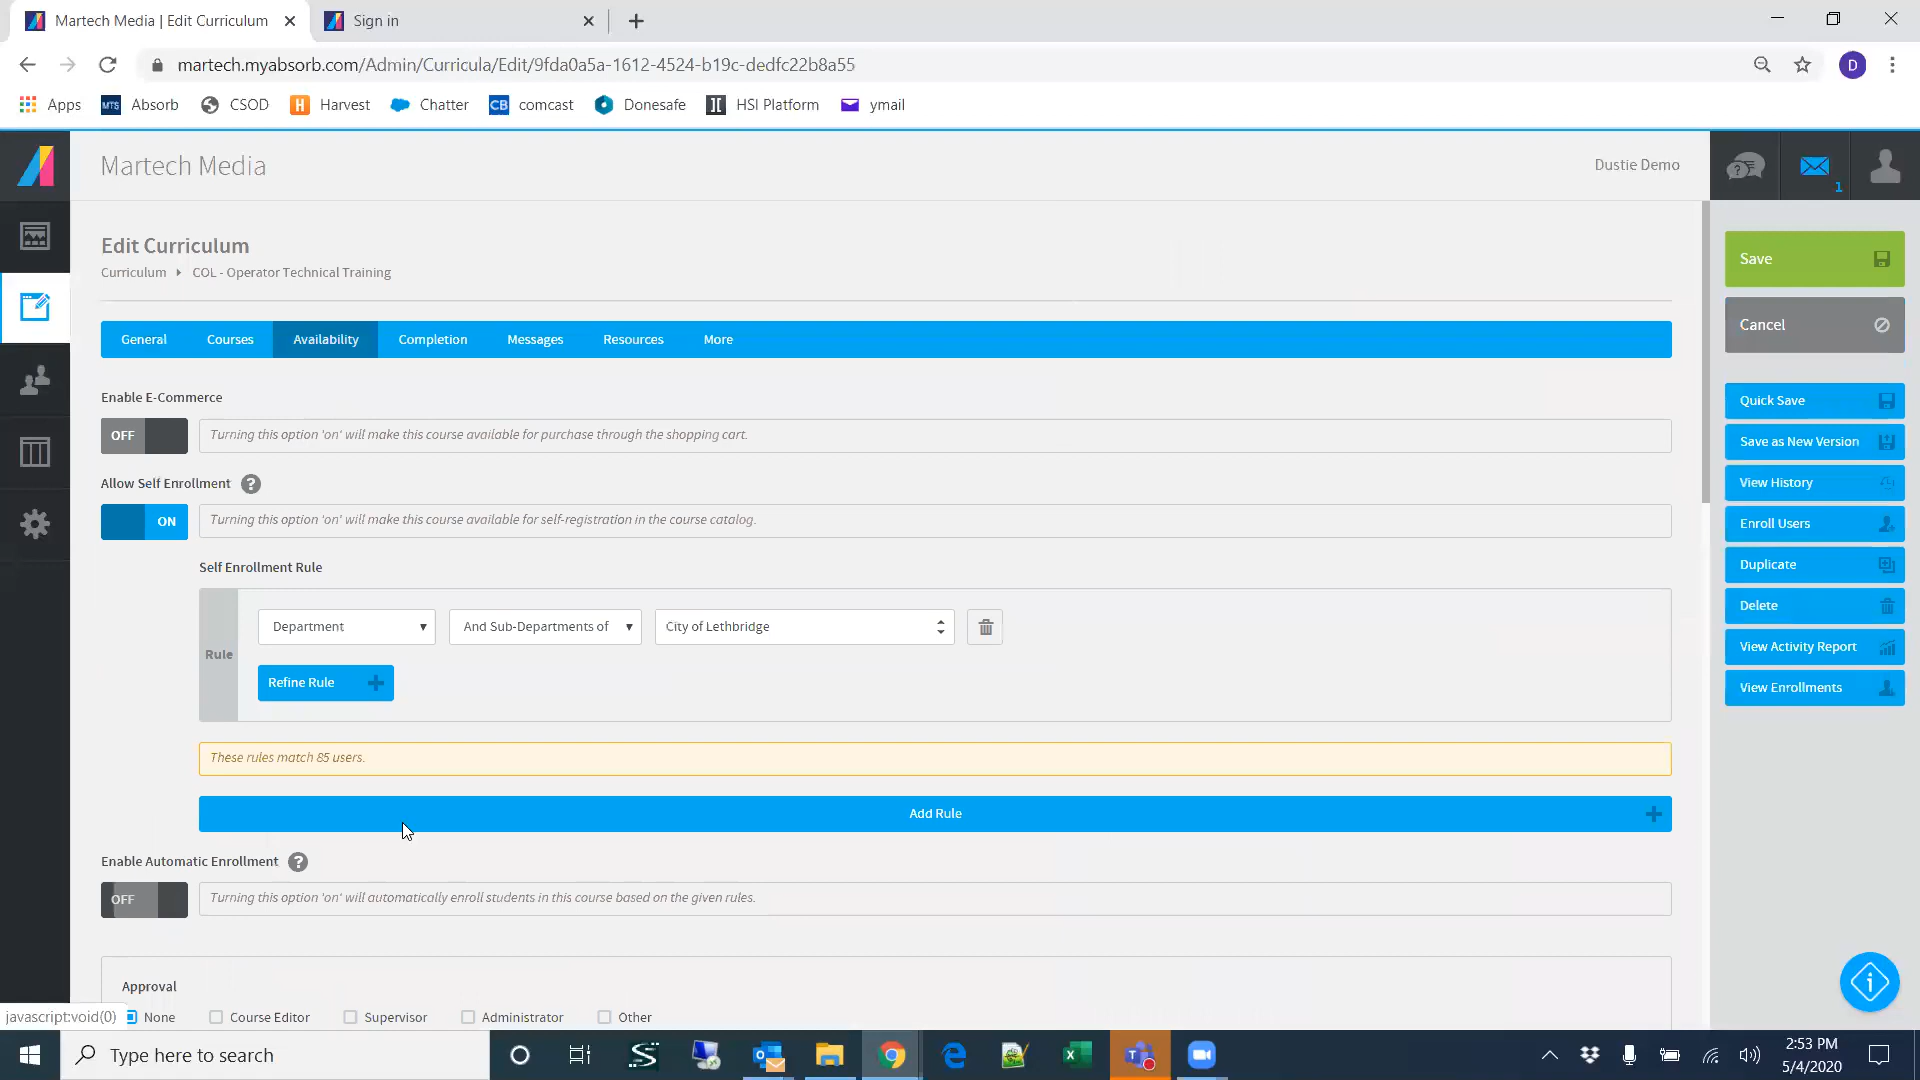 Martech Media | Edit Curriculum
Sign in
martech.myabsorb.com/Admin/Curricula/Edit/9fda0a5a-1612-4524-b19c-dedfc22b8a55
D
Apps
MTS Absorb
CSOD
H Harvest
Chatter
CB comcast
Donesafe
HSI Platform
ymail
Martech Media
Dustie Demo
1
Edit Curriculum
Curriculum COL - Operator Technical Training
General Courses Availability Completion Messages Resources More
Enable E-Commerce
OFF Turning this option 'on' will make this course available for purchase through the shopping cart.
Allow Self Enrollment ?
ON Turning this option 'on' will make this course available for self-registration in the course catalog.
Self Enrollment Rule
Rule
Department And Sub-Departments of City of Lethbridge
Refine Rule
These rules match 85 users.
Add Rule
Enable Automatic Enrollment ?
OFF Turning this option 'on' will automatically enroll students in this course based on the given rules.
Approval
None Course Editor Supervisor Administrator Other
Save
Cancel
Quick Save
Save as New Version
View History
Enroll Users
Duplicate
Delete
View Activity Report
View Enrollments
javascript:void(0)
Type here to search
2:53 PM
5/4/2020